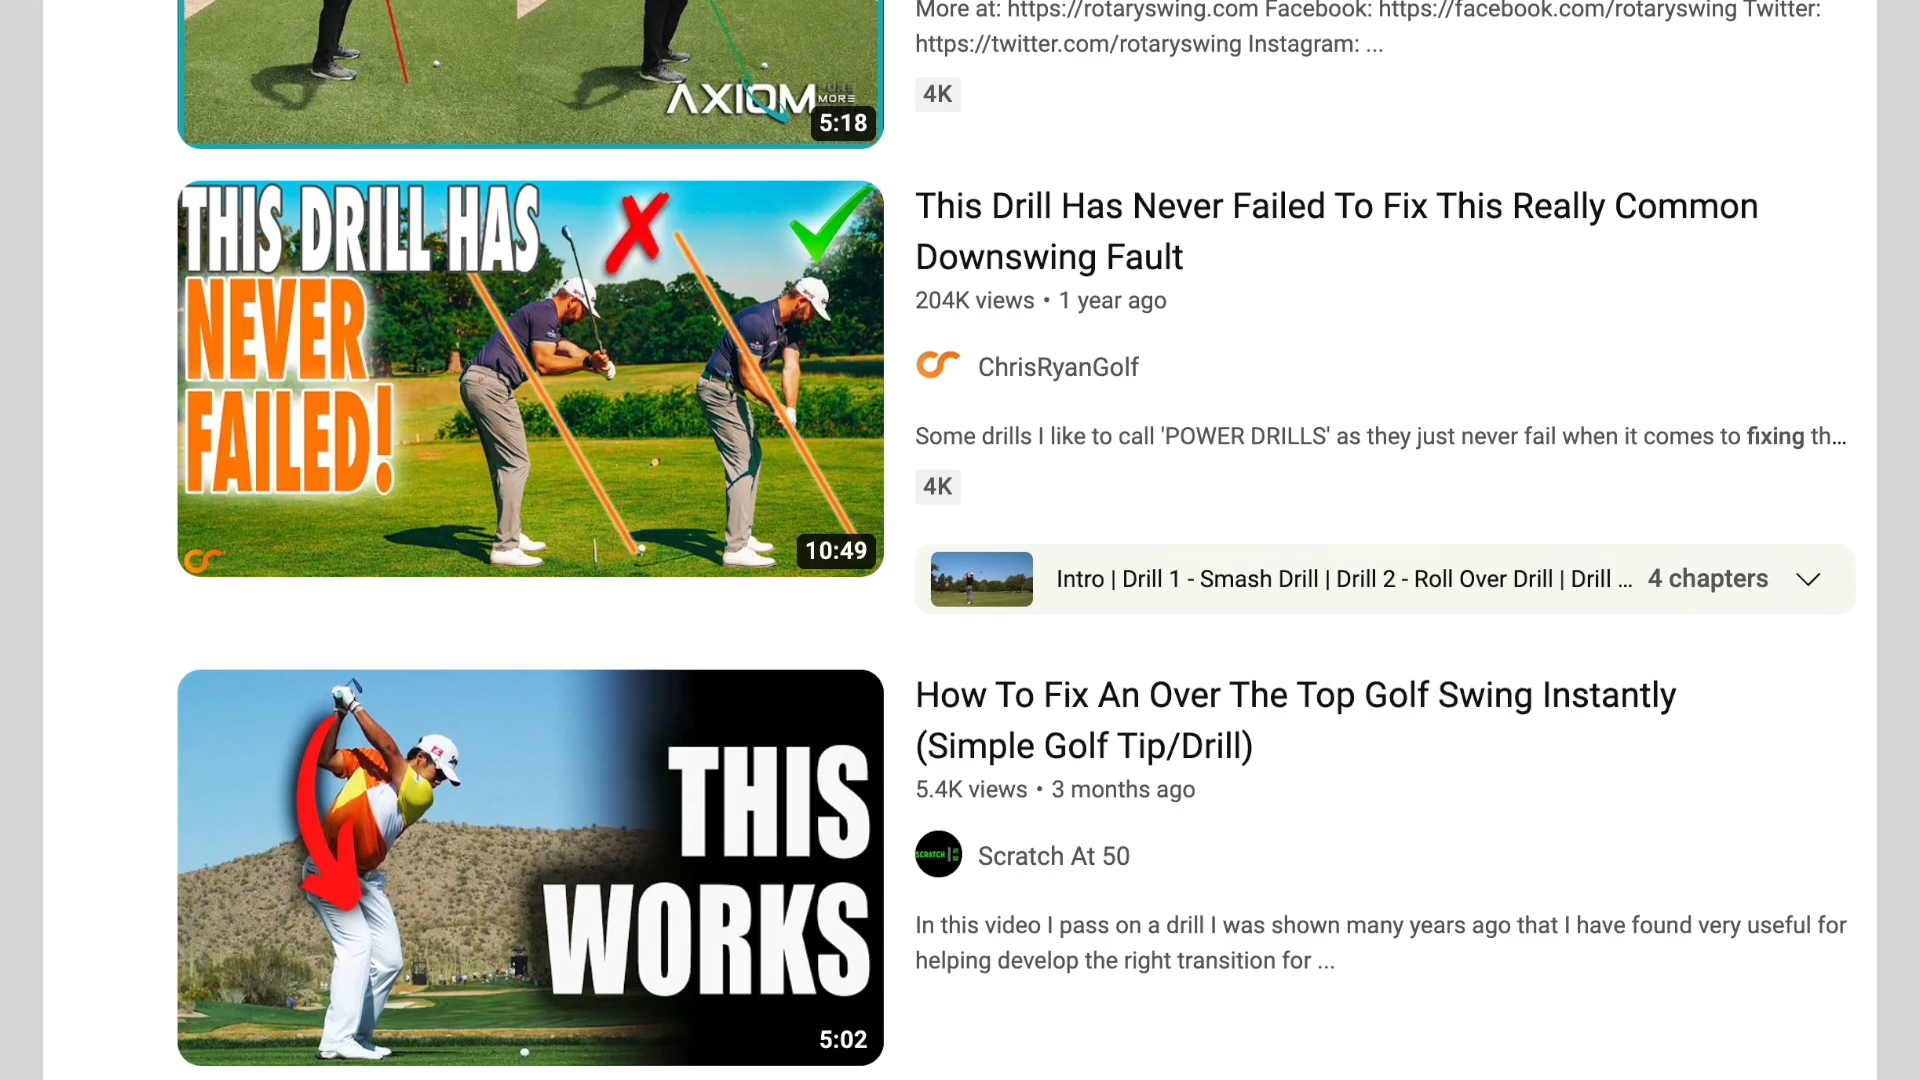 More at: https://rotaryswing.com Facebook: https://facebook.com/rotaryswing Twitter:
https://twitter.com/rotaryswing Instagram: ...
4K
AXIOM
MORE
5:18
THIS DRILL HAS
NEVER
FAILED!
10:49
This Drill Has Never Failed To Fix This Really Common
Downswing Fault
204K views • 1 year ago
ChrisRyanGolf
Some drills I like to call 'POWER DRILLS' as they just never fail when it comes to fixing th...
4K
Intro | Drill 1 - Smash Drill | Drill 2 - Roll Over Drill | Drill ... 4 chapters
THIS
WORKS
5:02
How To Fix An Over The Top Golf Swing Instantly
(Simple Golf Tip/Drill)
5.4K views • 3 months ago
SCRATCH AT 50
Scratch At 50
In this video I pass on a drill I was shown many years ago that I have found very useful for
helping develop the right transition for ...